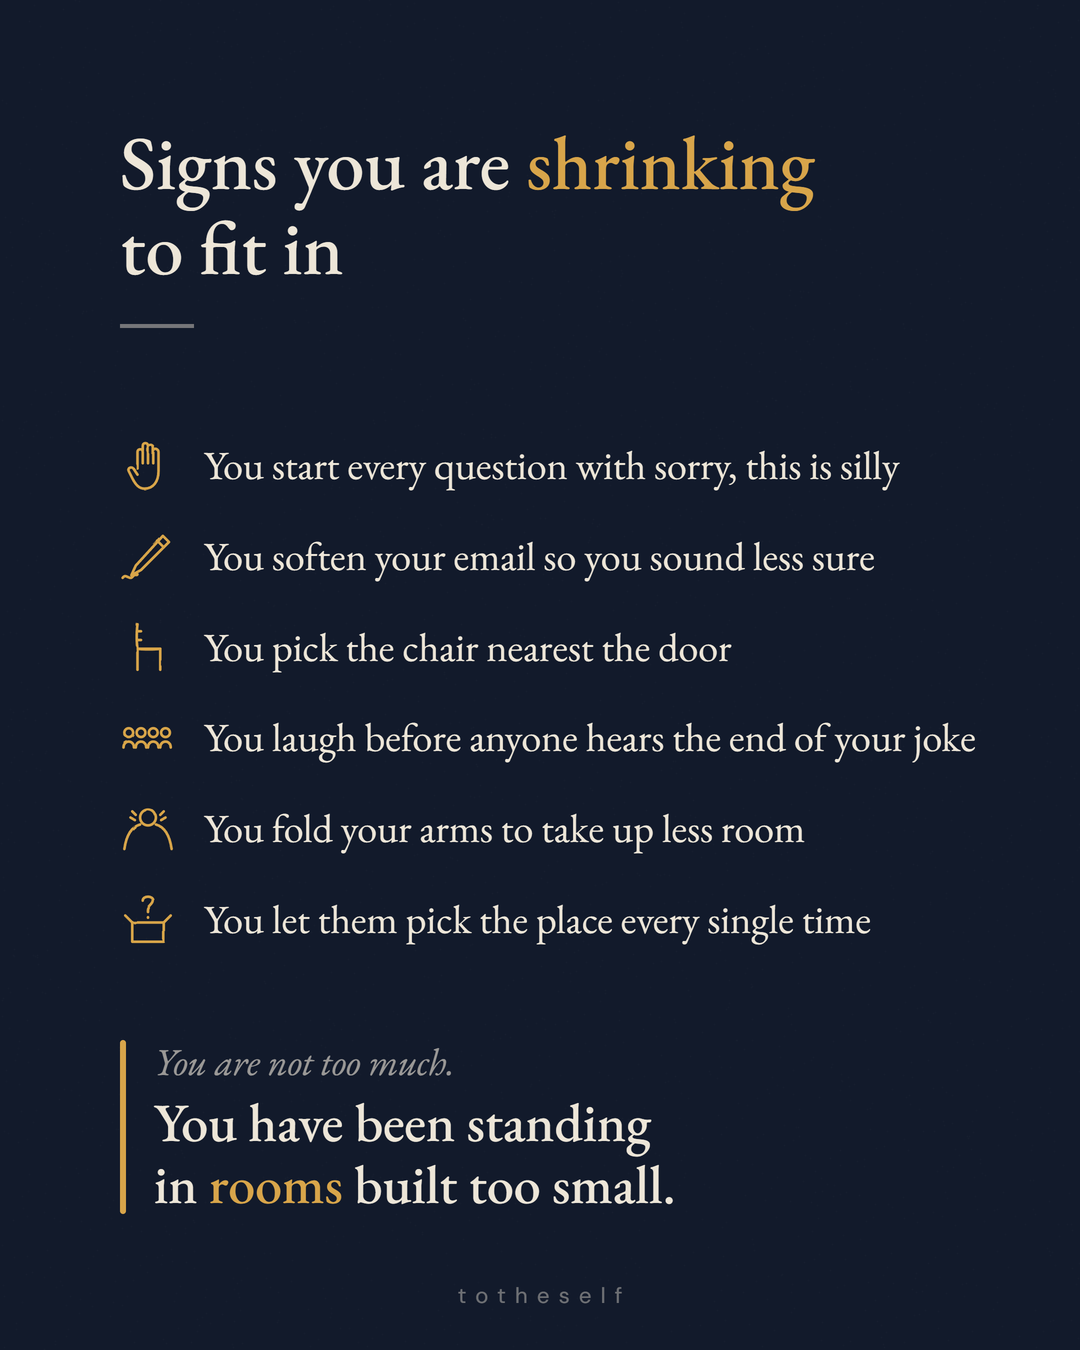 Signs you are shrinking
to fit in
You start every question with sorry, this is silly
You soften your email so you sound less sure
You pick the chair nearest the door
You laugh before anyone hears the end of your joke
You fold your arms to take up less room
?
You let them pick the place every single time
You are not too much.
You have been standing
in rooms built too small.
totheself